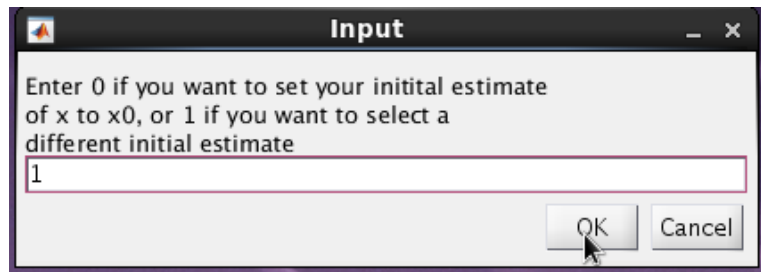 Input
Enter 0 if you want to set your initital estimate
of x to x0, or 1 if you want to select a
different initial estimate
1
OK Cancel